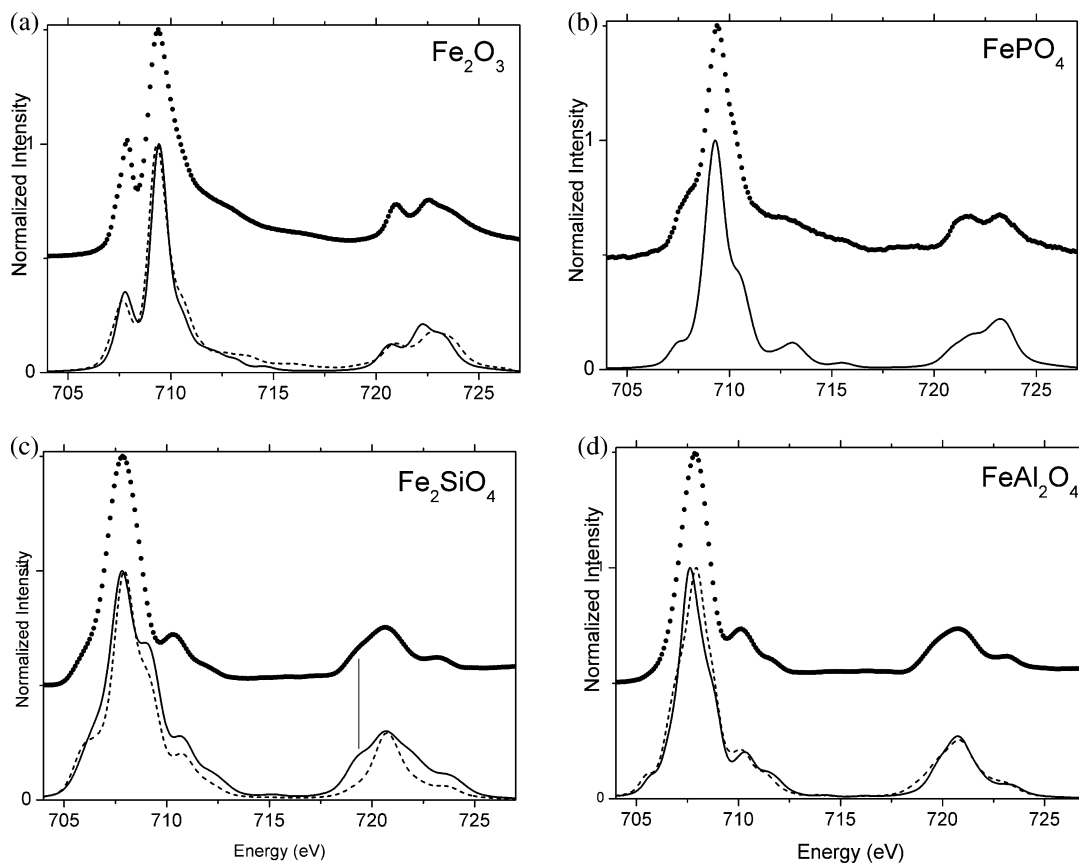 (a)
Fe₂O₃
Normalized Intensity
1
0
705 710 715 720 725
(b)
FePO₄
Normalized Intensity
1
0
705 710 715 720 725
(c)
Fe₂SiO₄
Normalized Intensity
0
705 710 715 720 725
Energy (eV)
(d)
FeAl₂O₄
Normalized Intensity
0
705 710 715 720 725
Energy (eV)